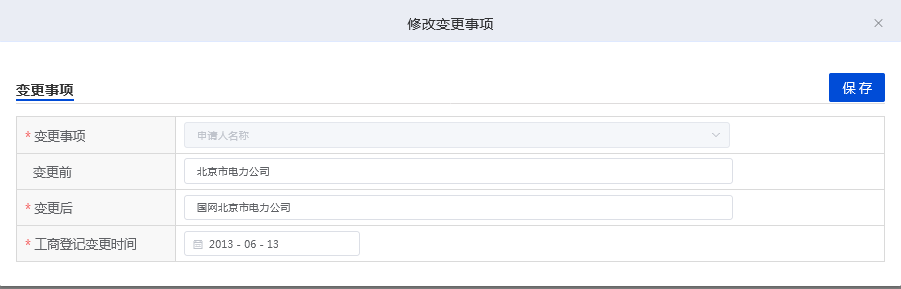 修改变更事项
变更事项
保存
* 变更事项
申请人名称
变更前
北京市电力公司
* 变更后
国网北京市电力公司
* 工商登记变更时间
2013 - 06 - 13